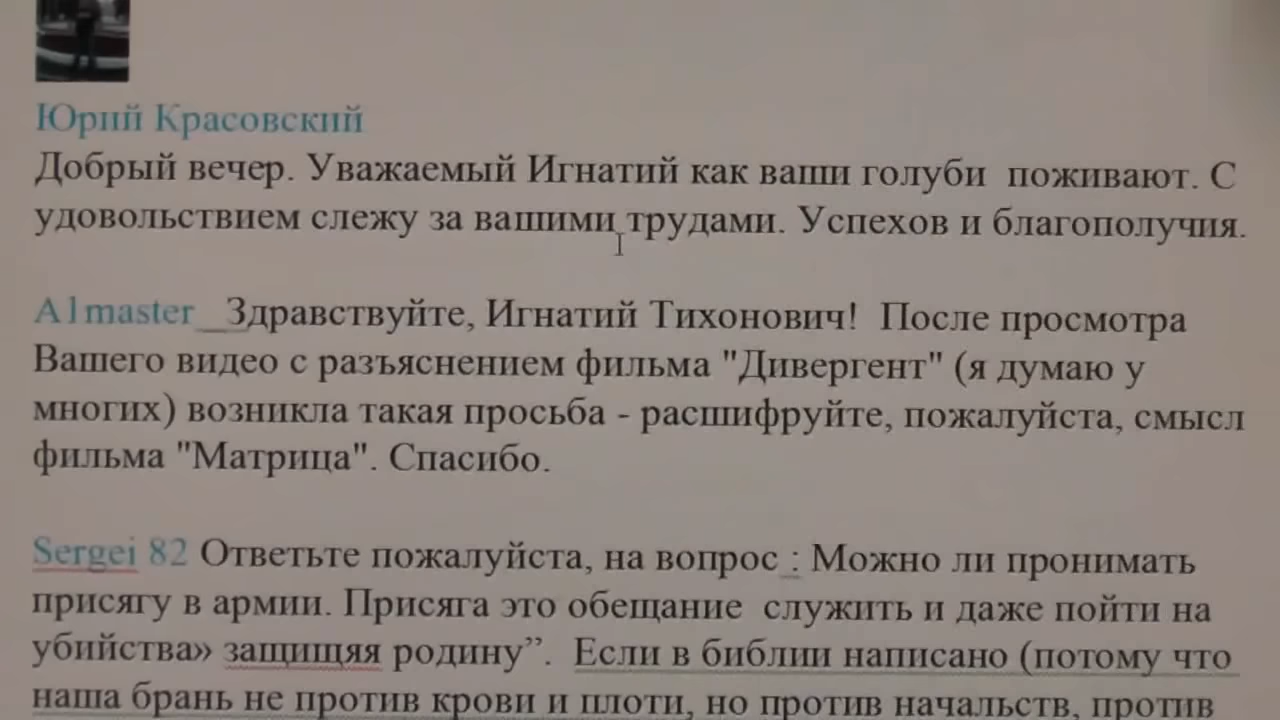 Юрий Красовский
Добрый вечер. Уважаемый Игнатий как ваши голуби поживают. С
удовольствием слежу за вашими трудами. Успехов и благополучия.
A1master _Здравствуйте, Игнатий Тихонович! После просмотра
Вашего видео с разъяснением фильма "Дивергент" (я думаю у
многих) возникла такая просьба - расшифруйте, пожалуйста, смысл
фильма "Матрица". Спасибо.
Sergei 82 Ответьте пожалуйста, на вопрос : Можно ли пронимать
присягу в армии. Присяга это обещание служить и даже пойти на
убийства» защищяя родину”. Если в библии написано (потому что
наша брань не против крови и плоти, но против начальств, против